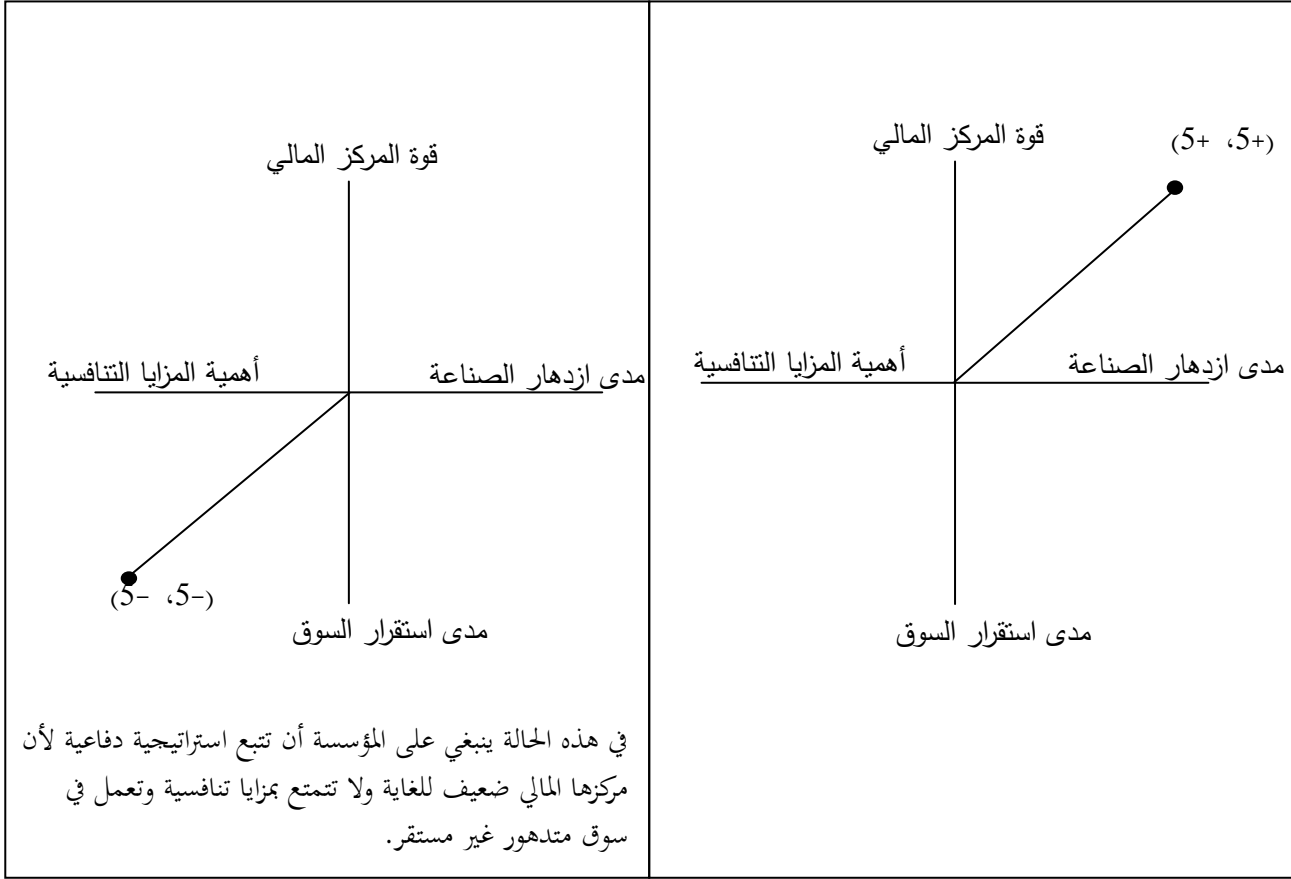 قوة المركز المالي
(+5، +5)
أهمية المزايا التنافسية
مدى ازدهار الصناعة
مدى استقرار السوق
قوة المركز المالي
أهمية المزايا التنافسية
مدى ازدهار الصناعة
(-5، -5)
مدى استقرار السوق
في هذه الحالة ينبغي على المؤسسة أن تتبع استراتيجية دفاعية لأن
مركزها المالي ضعيف للغاية ولا تتمتع بمزايا تنافسية وتعمل في
سوق متدهور غير مستقر.